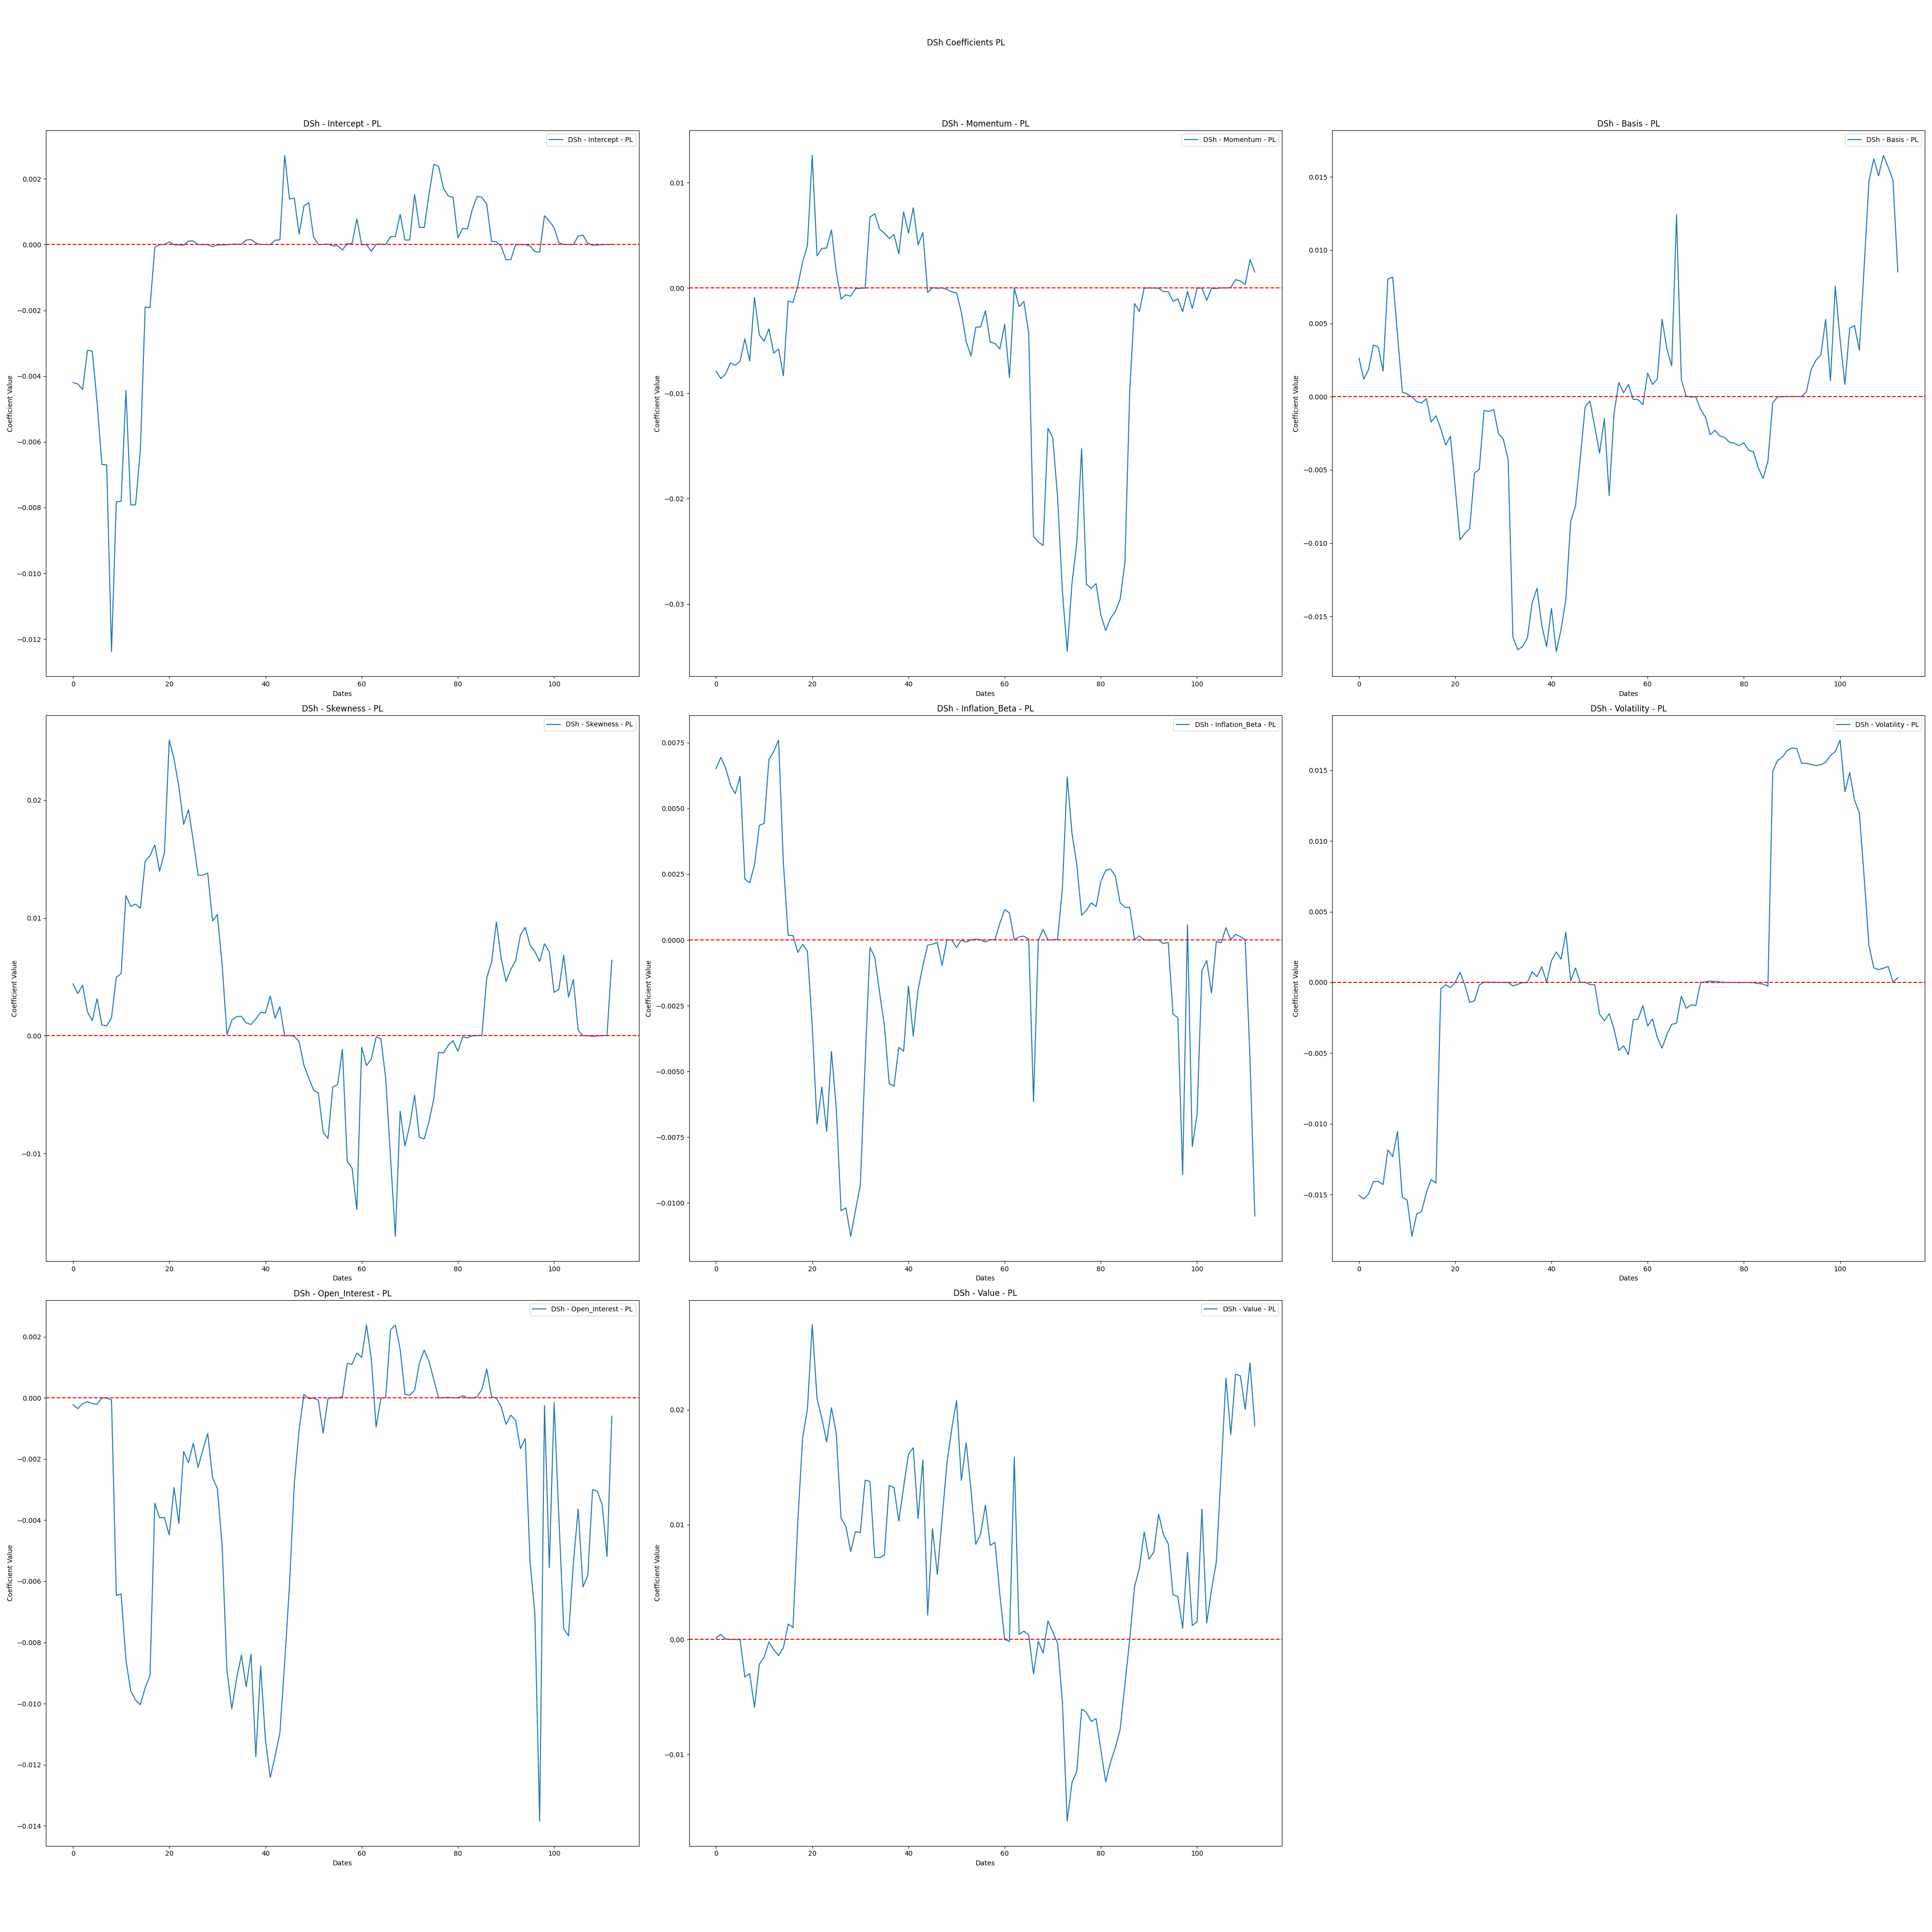 DSh Coefficients PL
DSh - Intercept - PL
DSh - Intercept - PL
0.002
0.000
−0.002
−0.004
−0.006
−0.008
−0.010
−0.012
Coefficient Value
0 20 40 60 80 100
Dates
DSh - Momentum - PL
DSh - Momentum - PL
0.01
0.00
−0.01
−0.02
−0.03
Coefficient Value
0 20 40 60 80 100
Dates
DSh - Basis - PL
DSh - Basis - PL
0.015
0.010
0.005
0.000
−0.005
−0.010
−0.015
Coefficient Value
0 20 40 60 80 100
Dates
DSh - Skewness - PL
DSh - Skewness - PL
0.02
0.01
0.00
−0.01
Coefficient Value
0 20 40 60 80 100
Dates
DSh - Inflation_Beta - PL
DSh - Inflation_Beta - PL
0.0075
0.0050
0.0025
0.0000
−0.0025
−0.0050
−0.0075
−0.0100
Coefficient Value
0 20 40 60 80 100
Dates
DSh - Volatility - PL
DSh - Volatility - PL
0.015
0.010
0.005
0.000
−0.005
−0.010
−0.015
Coefficient Value
0 20 40 60 80 100
Dates
DSh - Open_Interest - PL
DSh - Open_Interest - PL
0.002
0.000
−0.002
−0.004
−0.006
−0.008
−0.010
−0.012
−0.014
Coefficient Value
0 20 40 60 80 100
Dates
DSh - Value - PL
DSh - Value - PL
0.02
0.01
0.00
−0.01
Coefficient Value
0 20 40 60 80 100
Dates